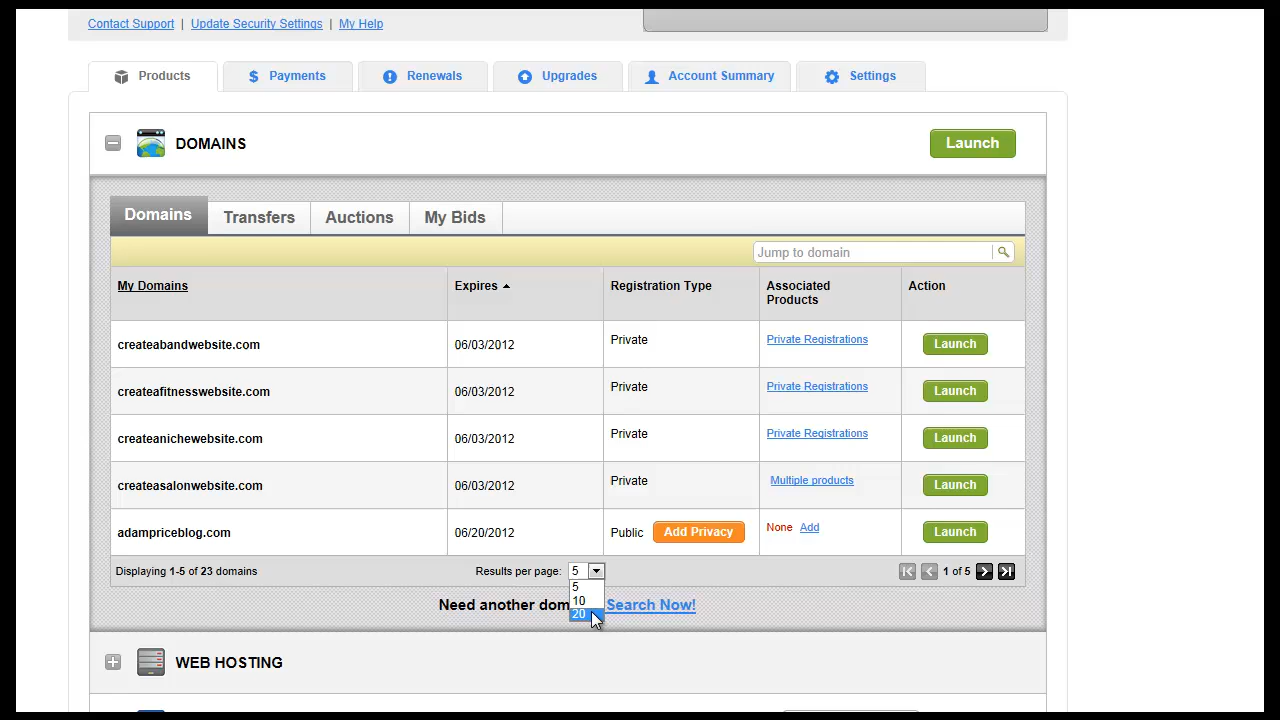 Contact Support | Update Security Settings | My Help
Products Payments Renewals Upgrades Account Summary Settings
DOMAINS Launch
Domains Transfers Auctions My Bids
Jump to domain
My Domains Expires Registration Type Associated Products Action
createabandwebsite.com 06/03/2012 Private Private Registrations Launch
createafitnesswebsite.com 06/03/2012 Private Private Registrations Launch
createanichewebsite.com 06/03/2012 Private Private Registrations Launch
createasalonwebsite.com 06/03/2012 Private Multiple products Launch
adampriceblog.com 06/20/2012 Public Add Privacy None Add Launch
Displaying 1-5 of 23 domains Results per page: 5 1 of 5
5
10
20
Need another dom Search Now!
WEB HOSTING